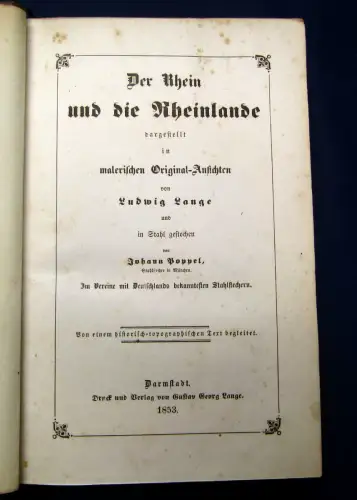 Der Rhein
und die Rheinlande
dargestellt
in
malerischen Original-Ansichten
von
Ludwig Lange
und
in Stahl gestochen
von
Johann Poppel,
Stahlstecher in München.
Im Vereine mit Deutschlands bekanntesten Stahlstechern.
Von einem historisch-topographischen Text begleitet.
Darmstadt.
Druck und Verlag von Gustav Georg Lange.
1853.